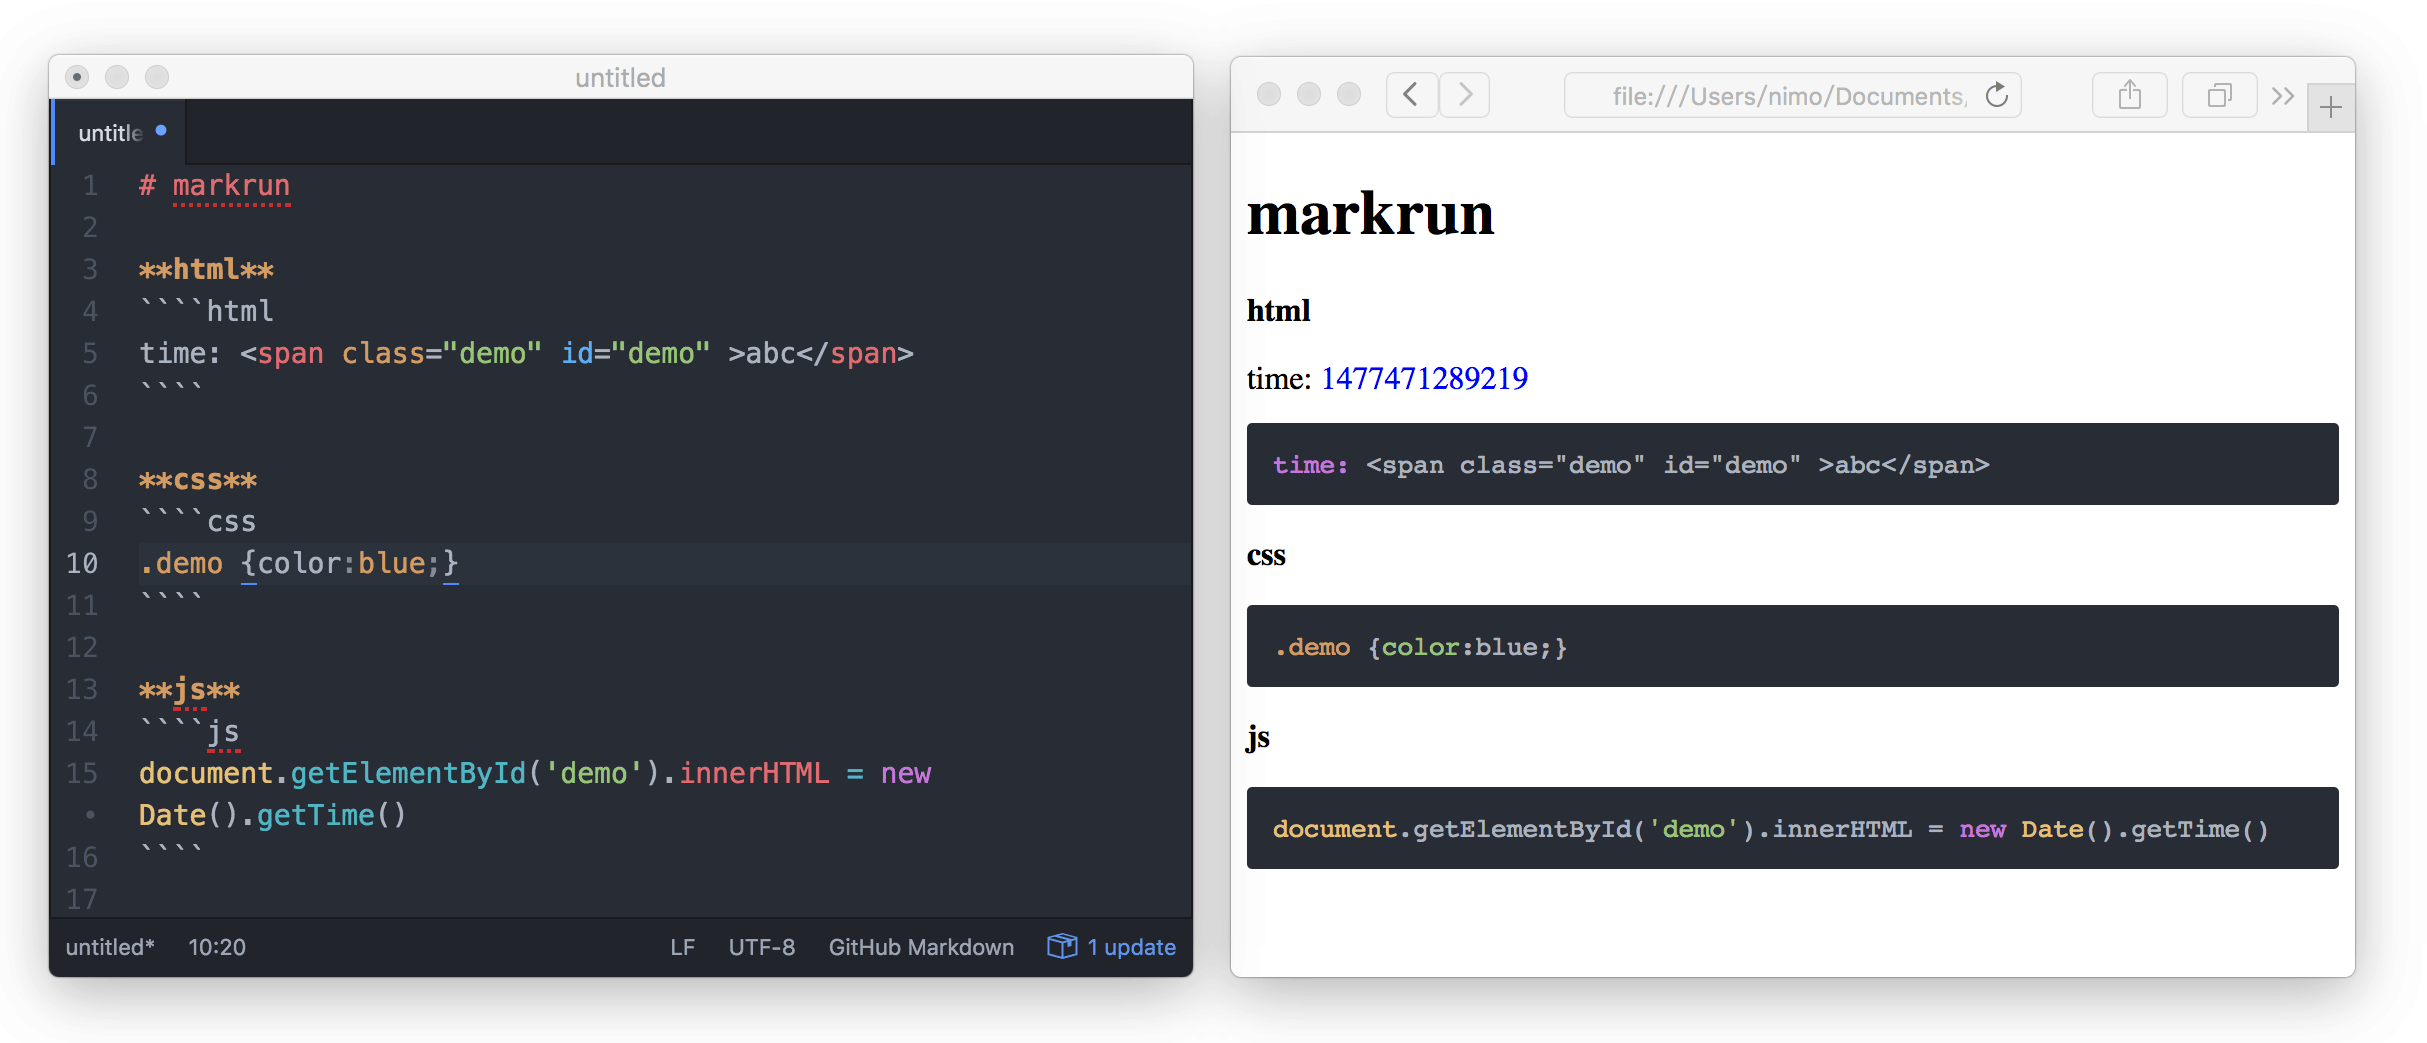 untitled
untitle
1 # markrun
2
3 **html**
4 ````html
5 time: <span class="demo" id="demo" >abc</span>
6 ````
7
8 **css**
9 ````css
10 .demo {color:blue;}
11 ````
12
13 **js**
14 ````js
15 document.getElementById('demo').innerHTML = new
• Date().getTime()
16 ````
17
untitled* 10:20 LF UTF-8 GitHub Markdown 1 update
file:///Users/nimo/Documents/
markrun
html
time: 1477471289219
time: <span class="demo" id="demo" >abc</span>
css
.demo {color:blue;}
js
document.getElementById('demo').innerHTML = new Date().getTime()